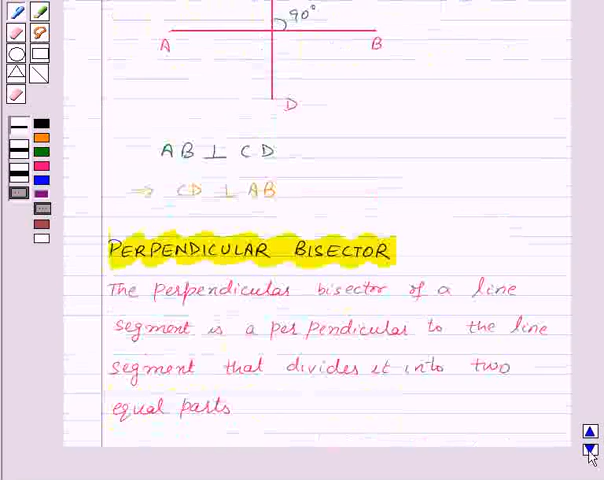 90°
A B
D
AB ⊥ CD
⇒ CD ⊥ AB
PERPENDICULAR BISECTOR
The perpendicular bisector of a line
segment is a perpendicular to the line
segment that divides it into two
equal parts